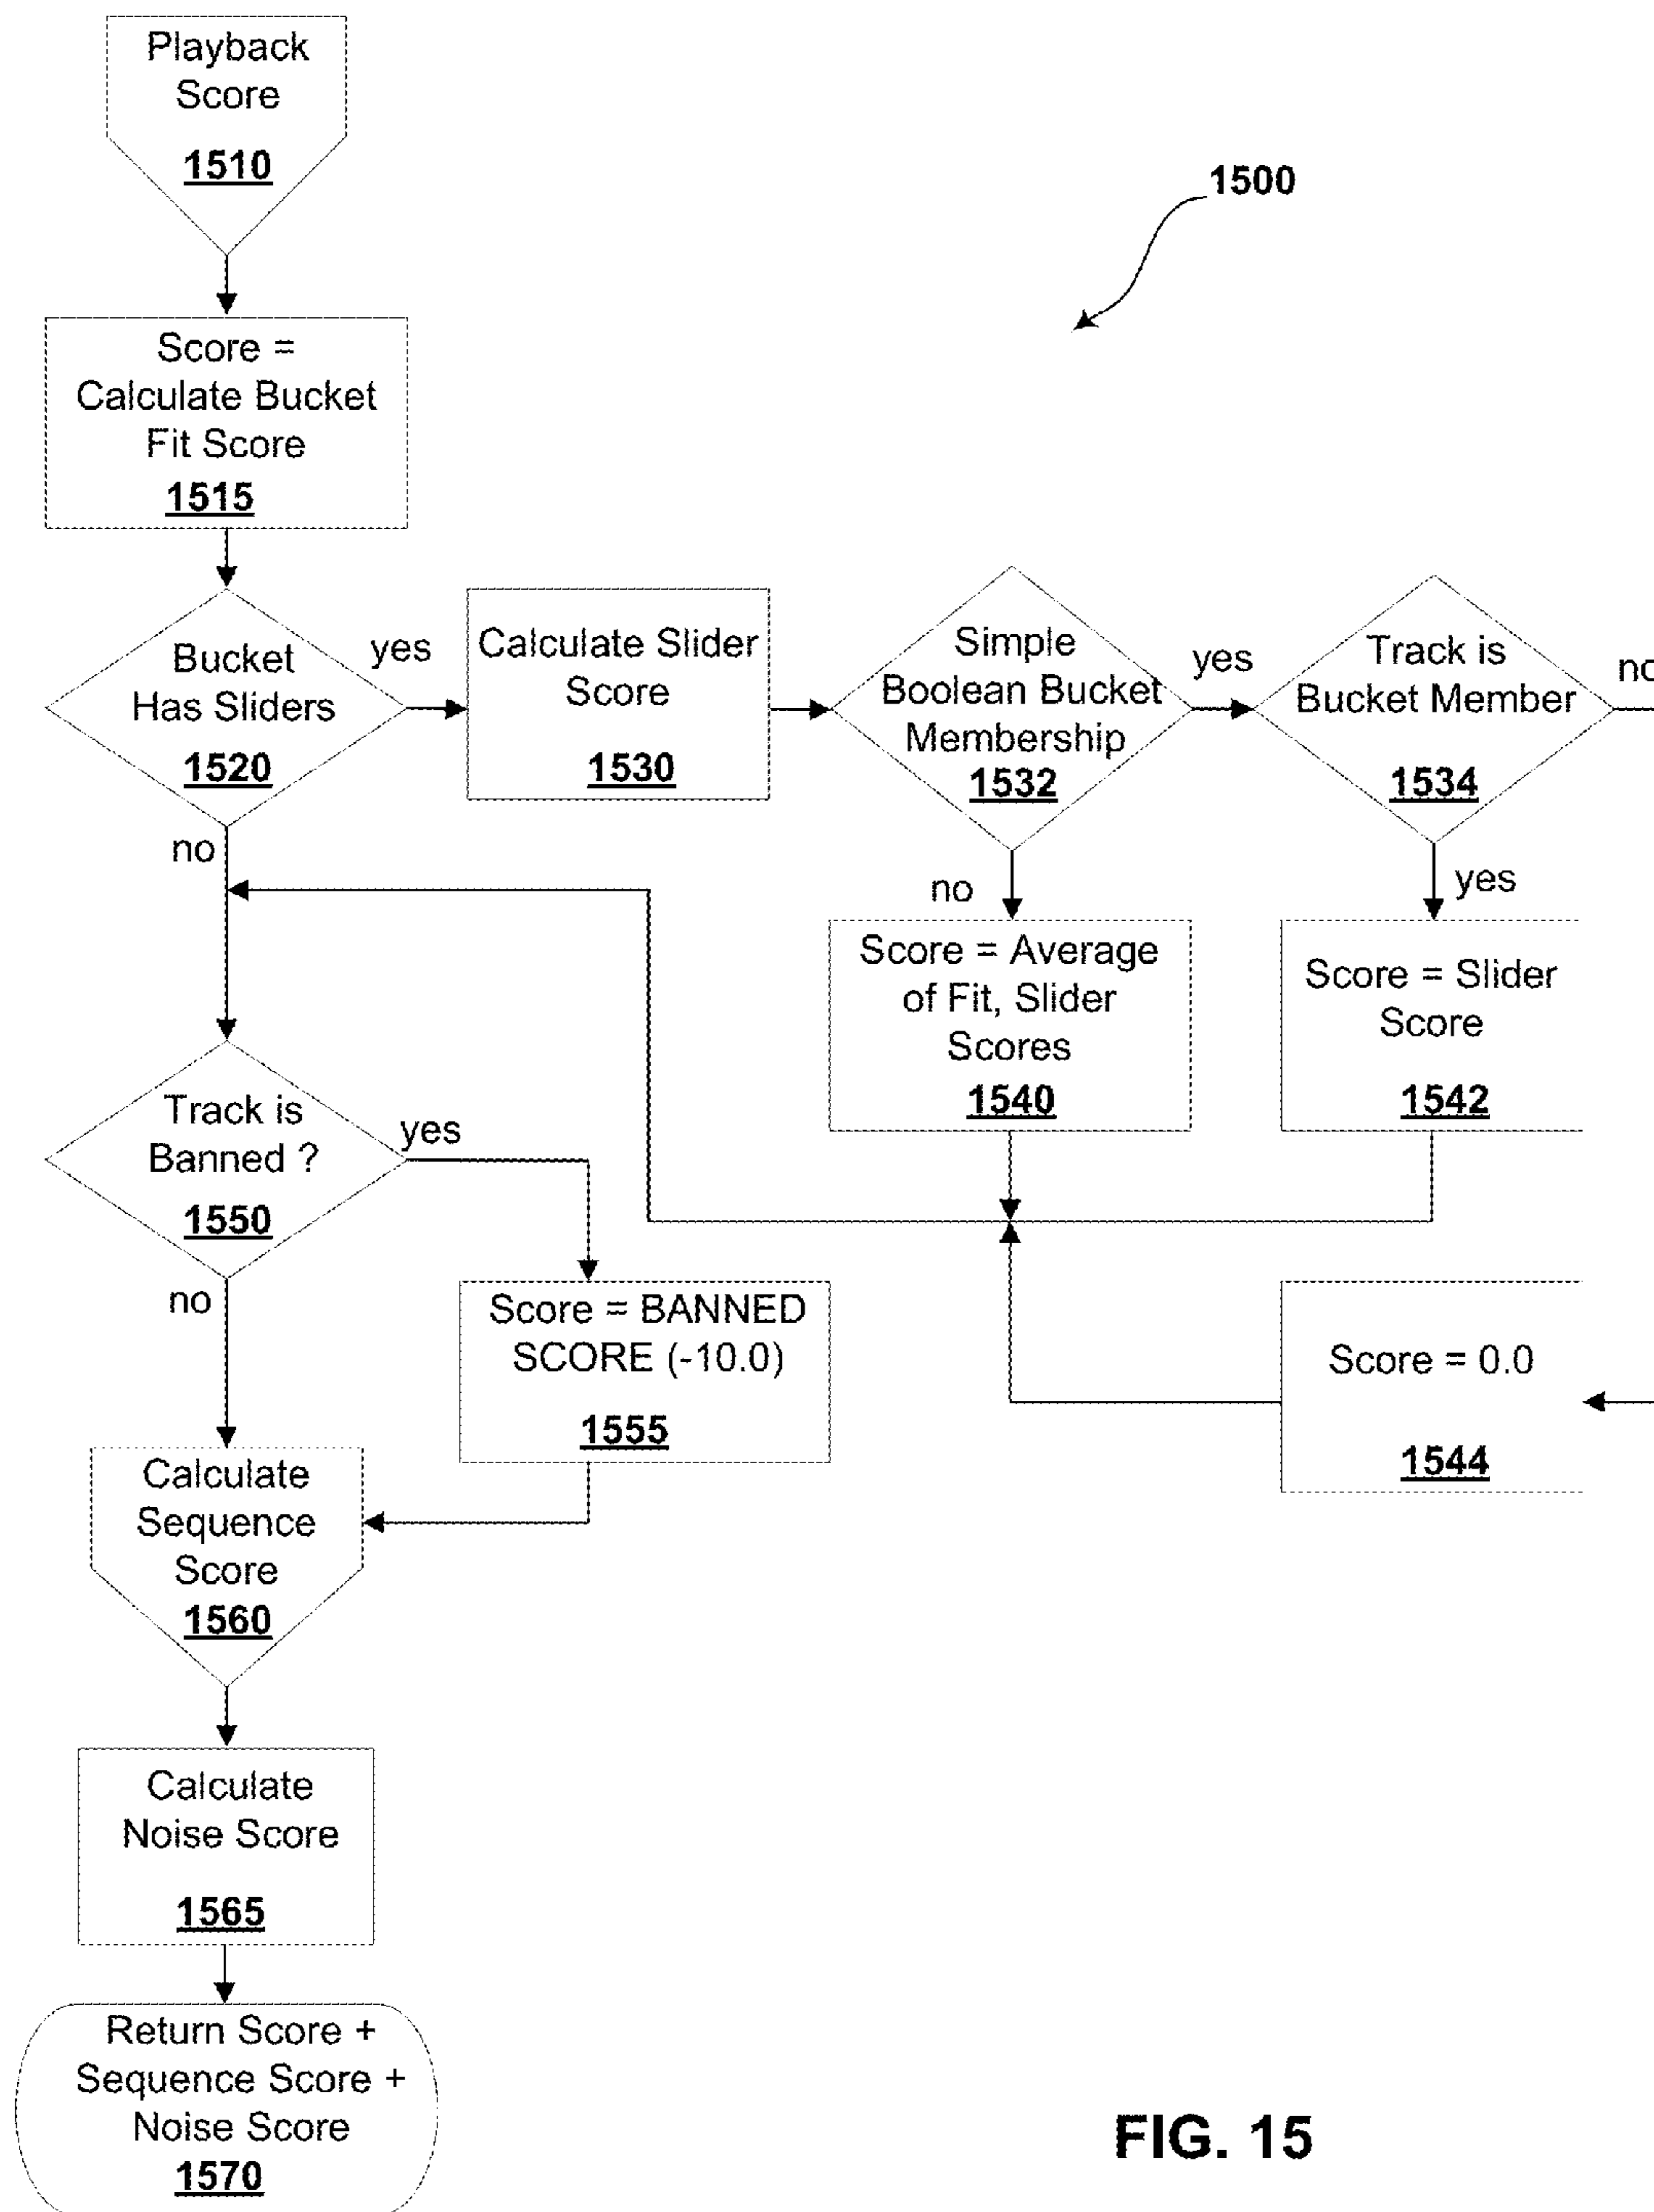 Playback
Score
1510
1500
Score =
Calculate Bucket
Fit Score
1515
Bucket
Has Sliders
1520
yes
no
Calculate Slider
Score
1530
Simple
Boolean Bucket
Membership
1532
yes
no
Track is
Bucket Member
1534
no
yes
Score = Average
of Fit, Slider
Scores
1540
Score = Slider
Score
1542
Score = 0.0
1544
Track is
Banned ?
1550
yes
no
Score = BANNED
SCORE (-10.0)
1555
Calculate
Sequence
Score
1560
Calculate
Noise Score
1565
Return Score +
Sequence Score +
Noise Score
1570
FIG. 15